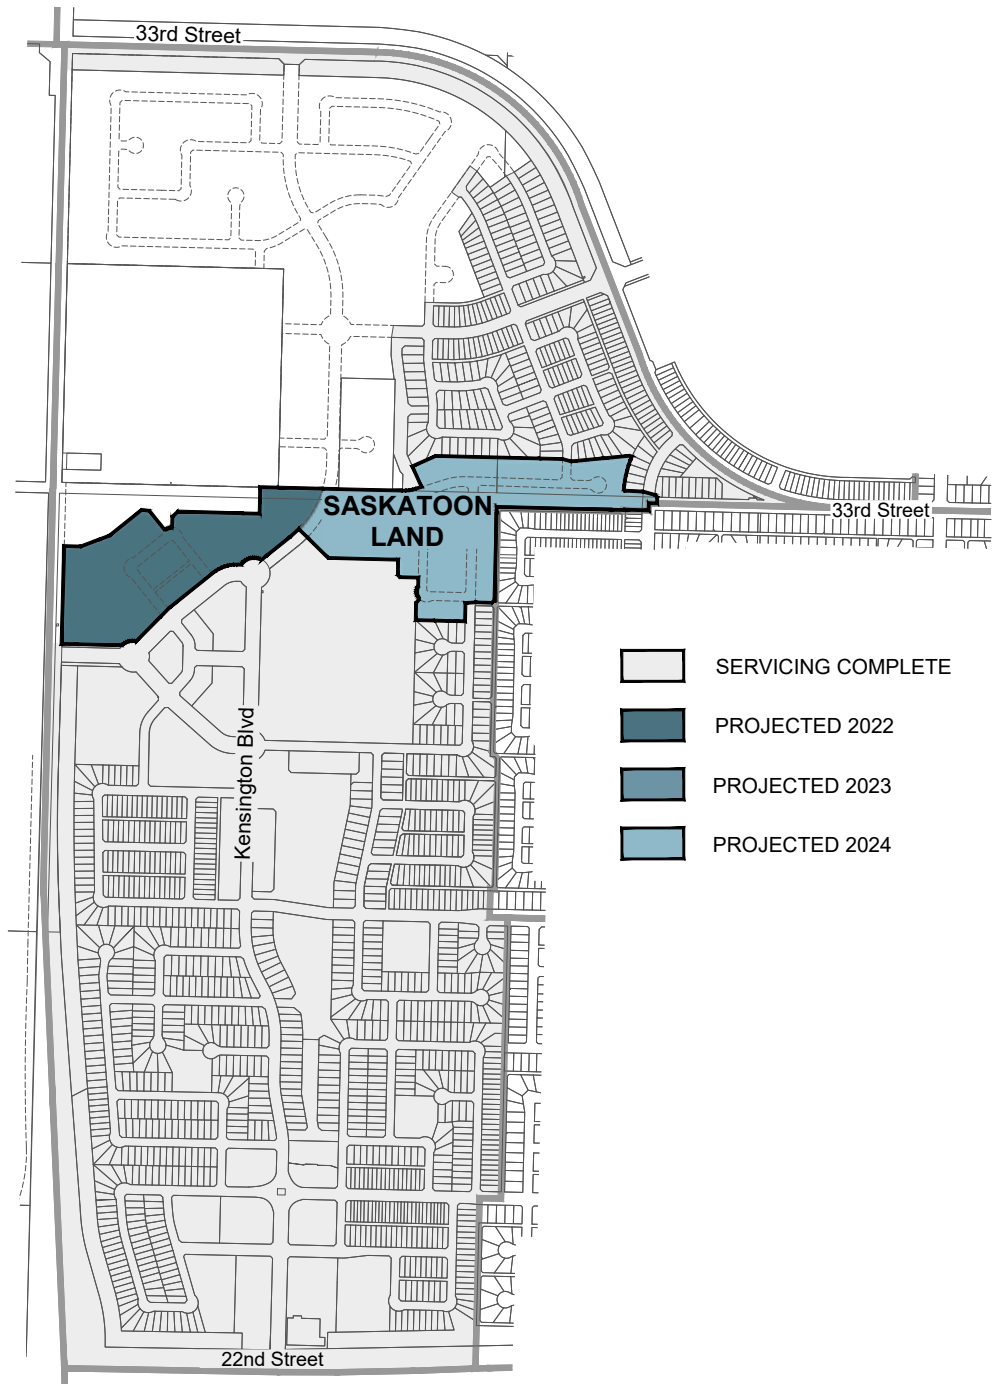 33rd Street
SASKATOON
LAND
33rd Street
SERVICING COMPLETE
PROJECTED 2022
Kensington Blvd
PROJECTED 2023
PROJECTED 2024
22nd Street